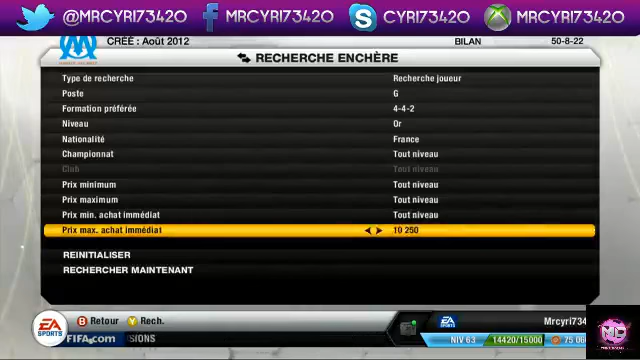 @MRCYRI73420 MRCYRI73420 CYRI73420 MRCYRI73420
CRÉÉ : Août 2012 BILAN 50-8-22
RECHERCHE ENCHÈRE
Type de recherche Recherche joueur
Poste G
Formation préférée 4-4-2
Niveau Or
Nationalité France
Championnat Tout niveau
Club Tout niveau
Prix minimum Tout niveau
Prix maximum Tout niveau
Prix min. achat immédiat Tout niveau
Prix max. achat immédiat 10 250
REINITIALISER
RECHERCHER MAINTENANT
B Retour Y Rech. Mrcyri734
EA SPORTS NIV 63 14420/15000
FIFA.com SIONS